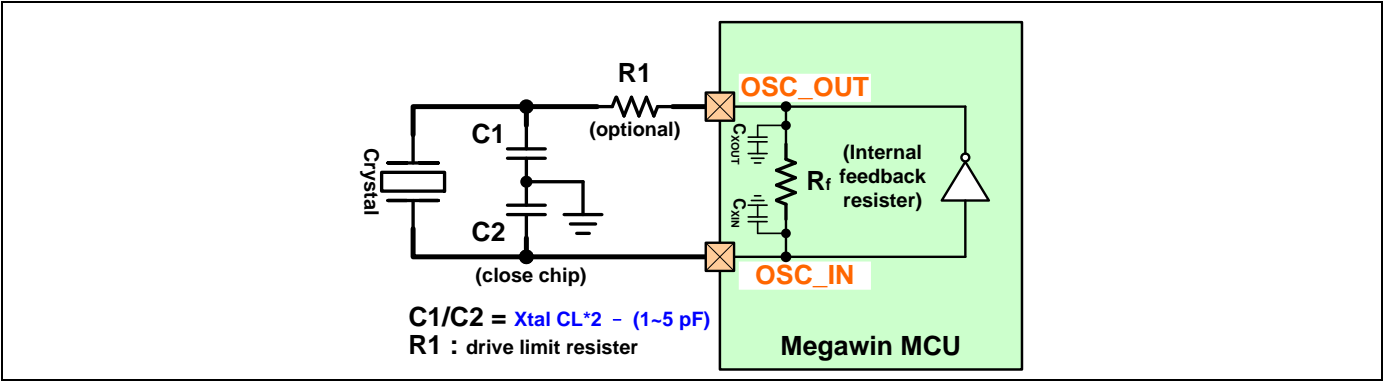 R1
(optional)
OSC_OUT
C1
CXOUT
Crystal
Rf
(Internal
feedback
resister)
CXIN
C2
(close chip)
OSC_IN
C1/C2 = Xtal CL*2 - (1~5 pF)
R1 : drive limit resister
Megawin MCU